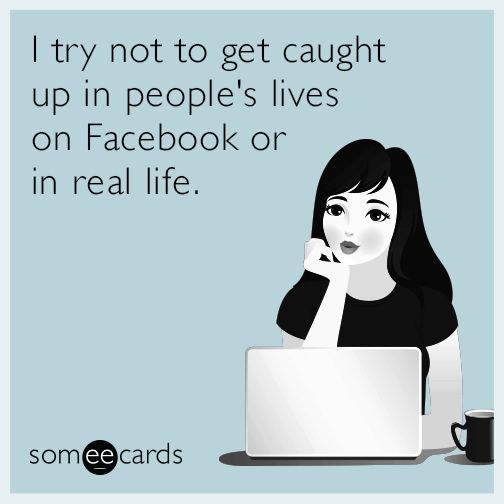 I try not to get caught
up in people's lives
on Facebook or
in real life.
someecards